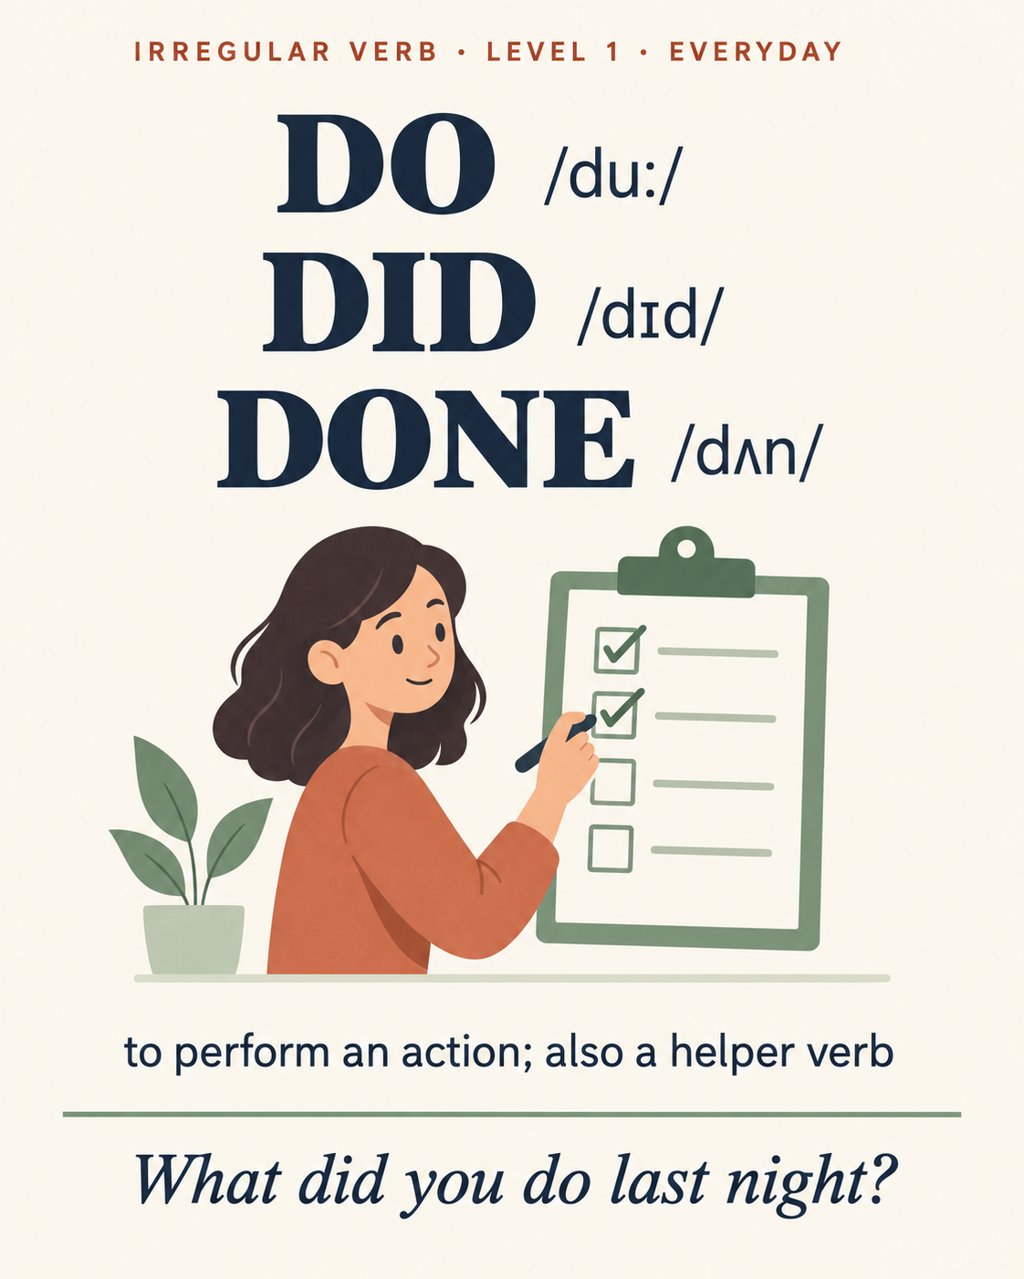 IRREGULAR VERB · LEVEL 1 · EVERYDAY
DO /du:/
DID /dɪd/
DONE /dʌn/
to perform an action; also a helper verb
What did you do last night?